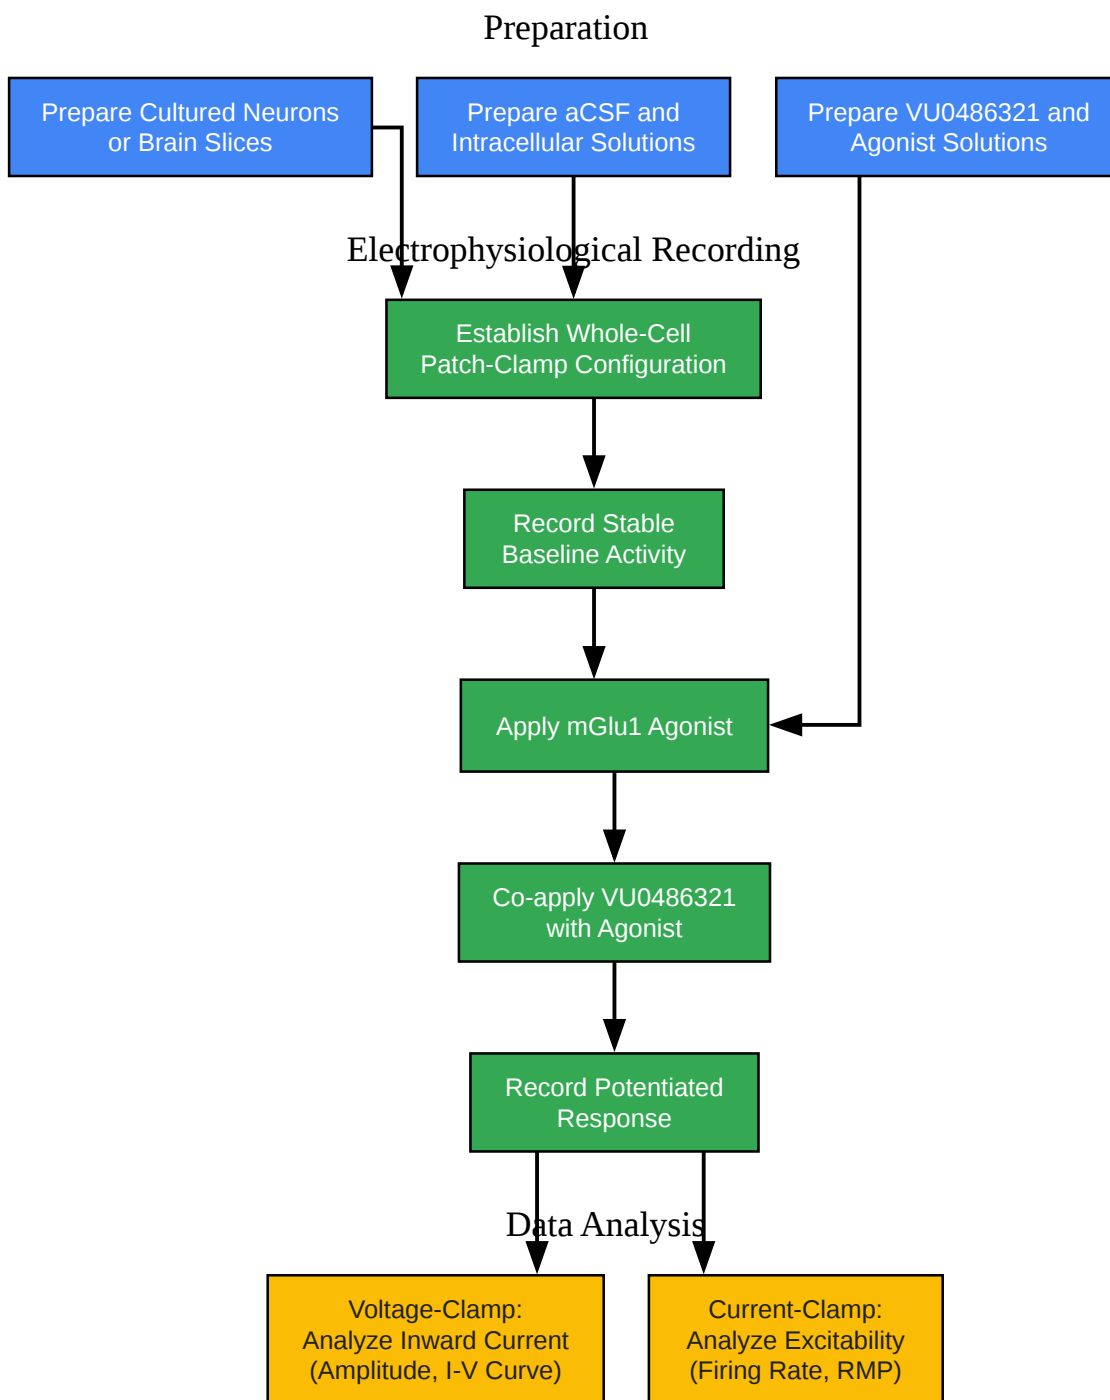 Preparation
Prepare Cultured Neurons
or Brain Slices
Prepare aCSF and
Intracellular Solutions
Prepare VU0486321 and
Agonist Solutions
Electrophysiological Recording
Establish Whole-Cell
Patch-Clamp Configuration
Record Stable
Baseline Activity
Apply mGlu1 Agonist
Co-apply VU0486321
with Agonist
Record Potentiated
Response
Data Analysis
Voltage-Clamp:
Analyze Inward Current
(Amplitude, I-V Curve)
Current-Clamp:
Analyze Excitability
(Firing Rate, RMP)